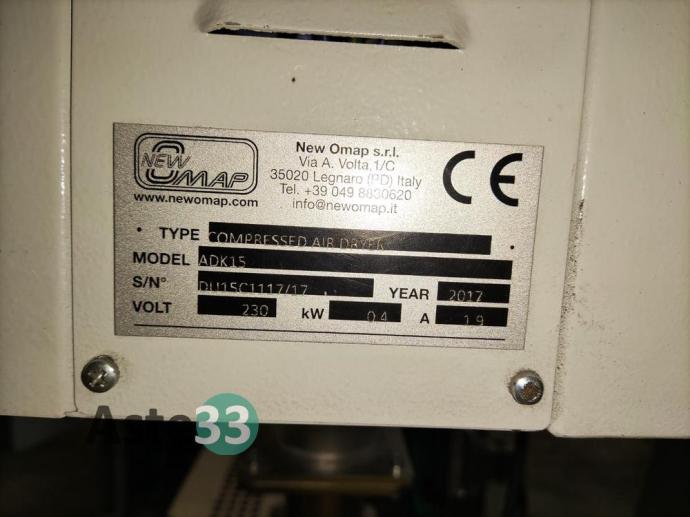 NEW OMAP
www.newomap.com
New Omap s.r.l.
Via A. Volta,1/C
35020 Legnaro (PD) Italy
Tel. +39 049 8830620
info@newomap.it
CE
TYPE COMPRESSED AIR DRYER
MODEL ADK15
S/N° DU15C1117/17 YEAR 2017
VOLT 230 kW 0.4 A 1.9
Aste33